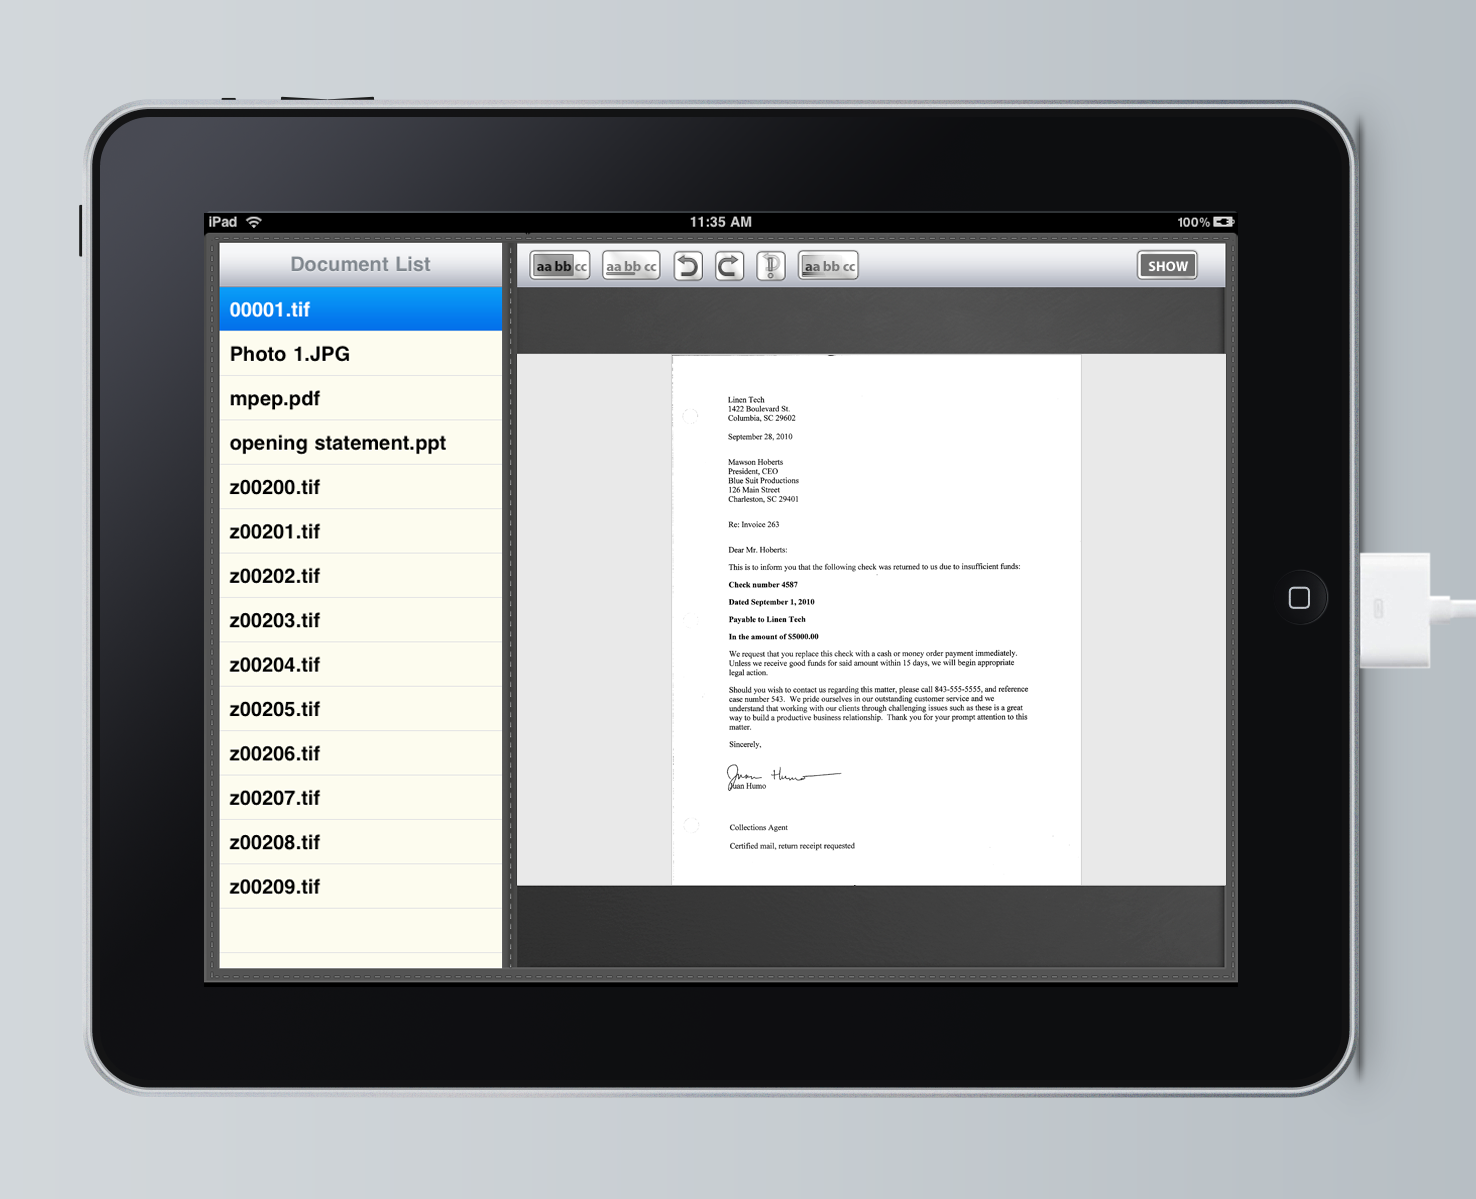 iPad 11:35 AM 100%
Document List
aa bb cc aa bb cc aa bb cc SHOW
00001.tif
Photo 1.JPG
mpep.pdf
opening statement.ppt
z00200.tif
z00201.tif
z00202.tif
z00203.tif
z00204.tif
z00205.tif
z00206.tif
z00207.tif
z00208.tif
z00209.tif
Linen Tech
1422 Boulevard St.
Columbia, SC 29602
September 28, 2010
Mawson Hoberts
President, CEO
Blue Suit Productions
126 Main Street
Charleston, SC 29401
Re: Invoice 263
Dear Mr. Hoberts:
This is to inform you that the following check was returned to us due to insufficient funds:
Check number 4587
Dated September 1, 2010
Payable to Linen Tech
In the amount of $5000.00
We request that you replace this check with a cash or money order payment immediately.
Unless we receive good funds for said amount within 15 days, we will begin appropriate
legal action.
Should you wish to contact us regarding this matter, please call 843-555-5555, and reference
case number 543. We pride ourselves in our outstanding customer service and we
understand that working with our clients through challenging issues such as these is a great
way to build a productive business relationship. Thank you for your prompt attention to this
matter.
Sincerely,
Juan Humo
Juan Humo
Collections Agent
Certified mail, return receipt requested